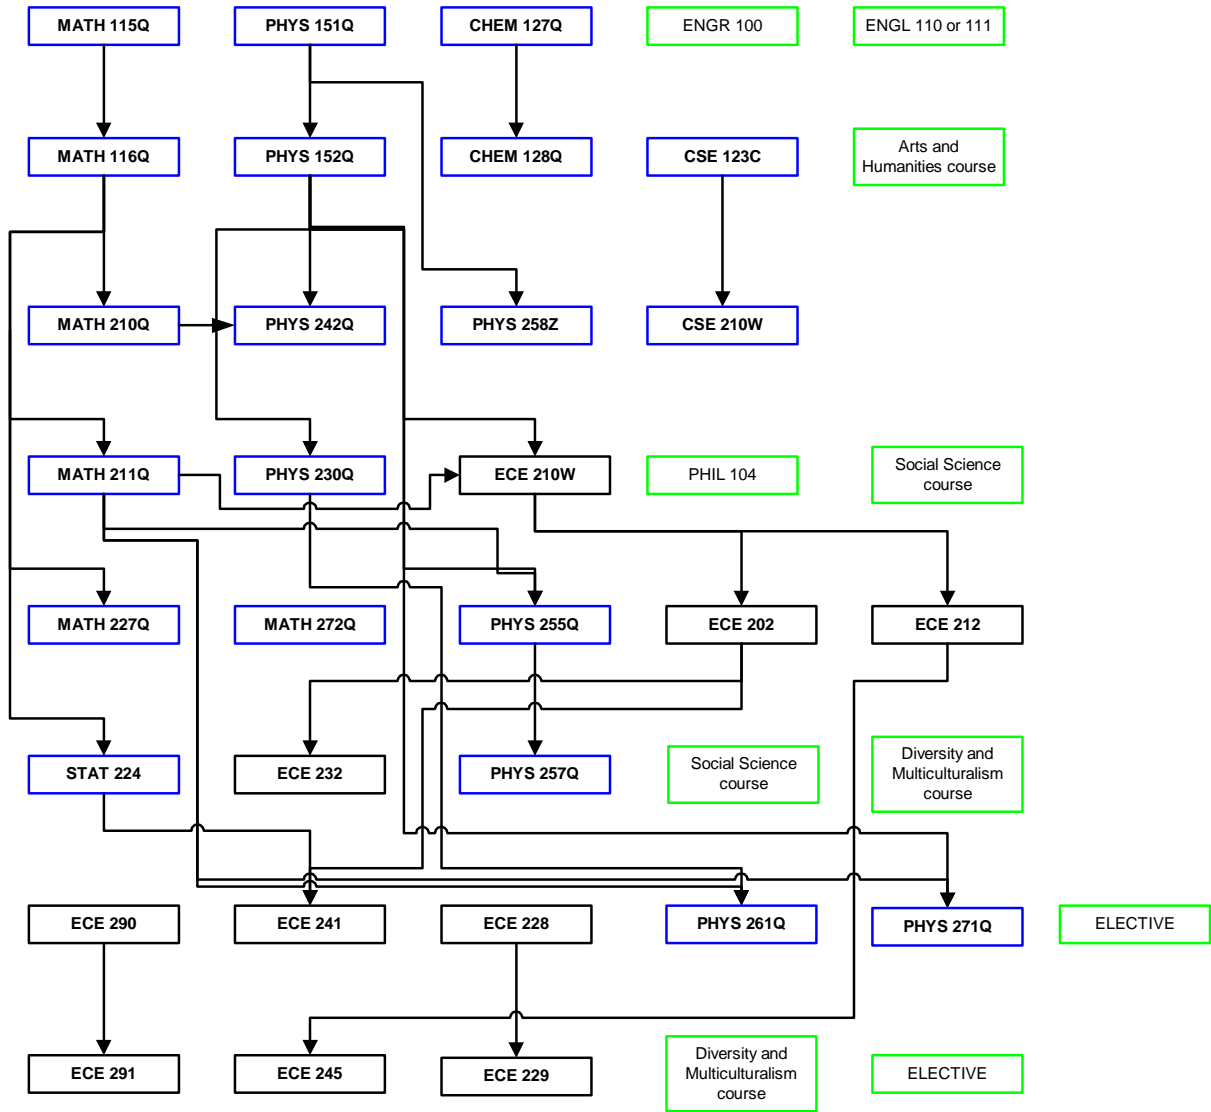 MATH 115Q
PHYS 151Q
CHEM 127Q
ENGR 100
ENGL 110 or 111
MATH 116Q
PHYS 152Q
CHEM 128Q
CSE 123C
Arts and
Humanities course
MATH 210Q
PHYS 242Q
PHYS 258Z
CSE 210W
MATH 211Q
PHYS 230Q
ECE 210W
PHIL 104
Social Science
course
MATH 227Q
MATH 272Q
PHYS 255Q
ECE 202
ECE 212
STAT 224
ECE 232
PHYS 257Q
Social Science
course
Diversity and
Multiculturalism
course
ECE 290
ECE 241
ECE 228
PHYS 261Q
PHYS 271Q
ELECTIVE
ECE 291
ECE 245
ECE 229
Diversity and
Multiculturalism
course
ELECTIVE